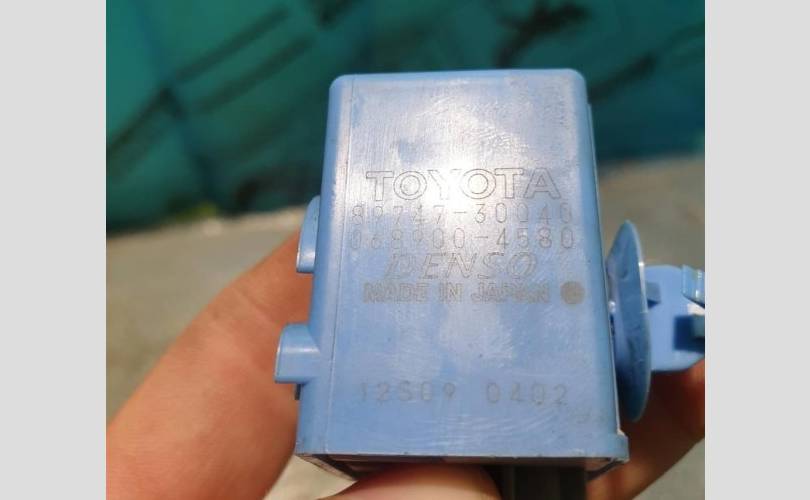 TOYOTA
89747-30040
068900-4580
DENSO
MADE IN JAPAN
12S09 0402